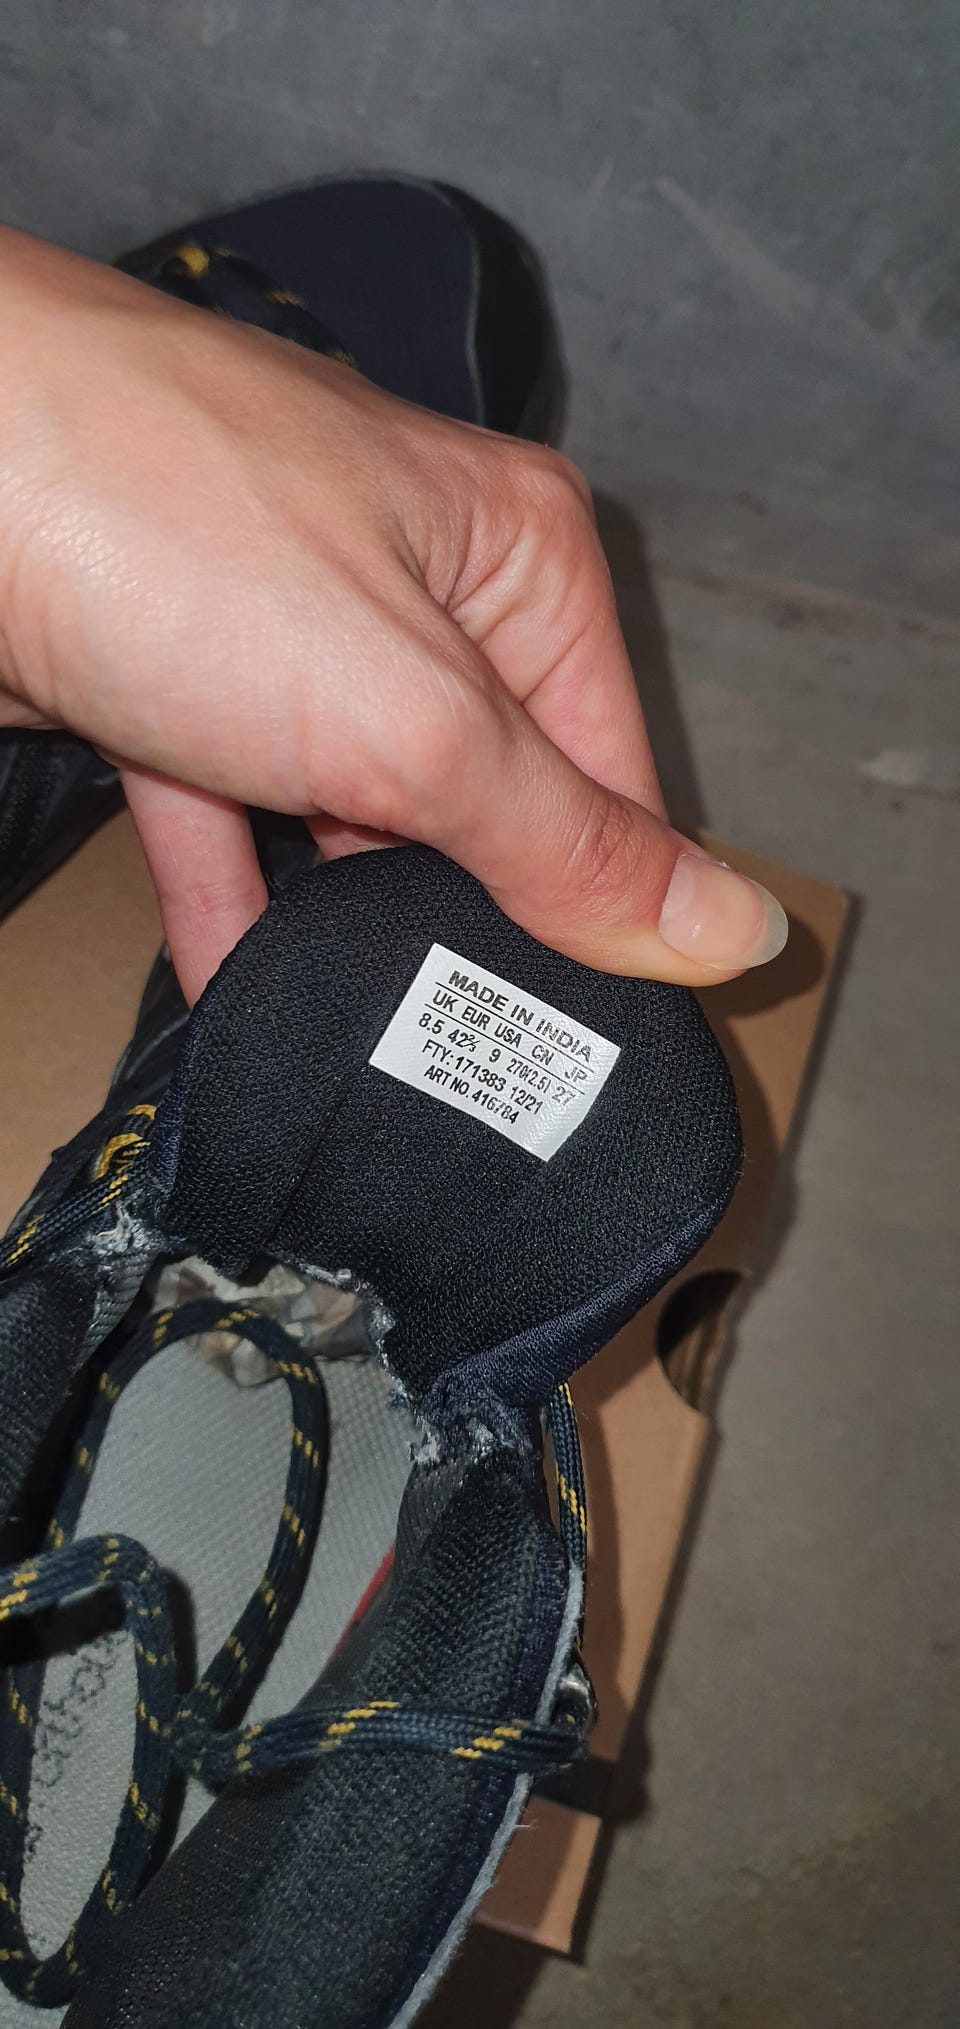 MADE IN INDIA
UK EUR USA CN JP
8.5 42⅔ 9 270(2.5) 27
FTY: 171383 12/21
ART NO. 416784